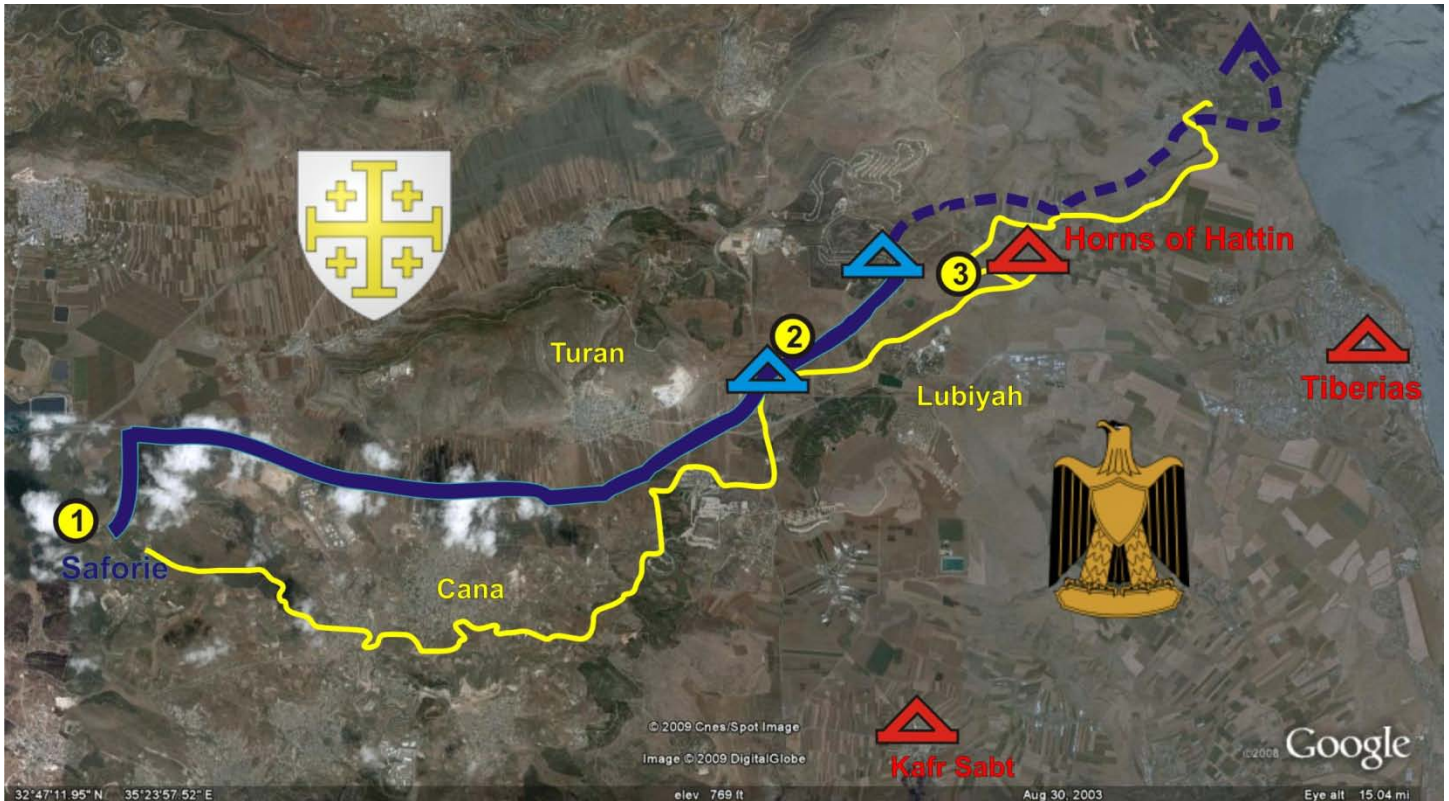 Horns of Hattin
3
2
Turan
Tiberias
Lubiyah
1
Saforie
Cana
© 2009 Cnes/Spot Image
Image © 2009 DigitalGlobe
Kafr Sabt
©2008 Google
32°47'11.95" N 35°23'57.52" E
elev 769 ft
Aug 30, 2003
Eye alt 15.04 mi